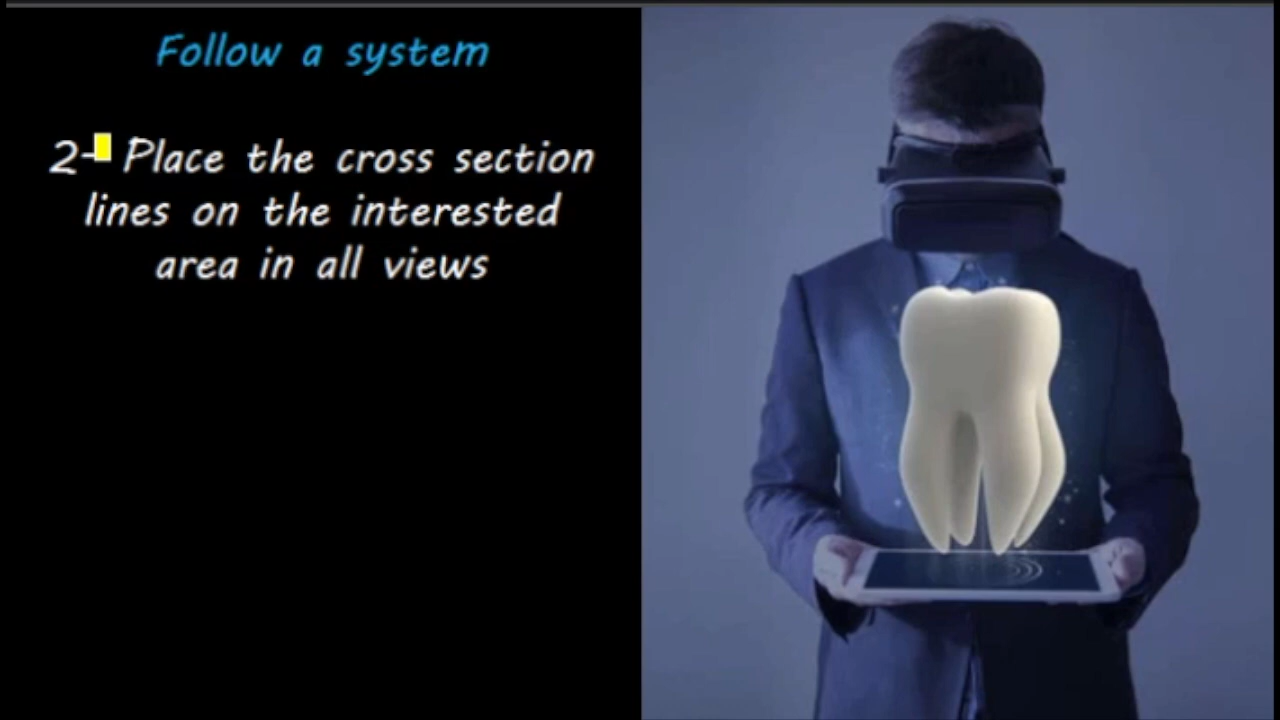 Follow a system
2- Place the cross section
lines on the interested
area in all views